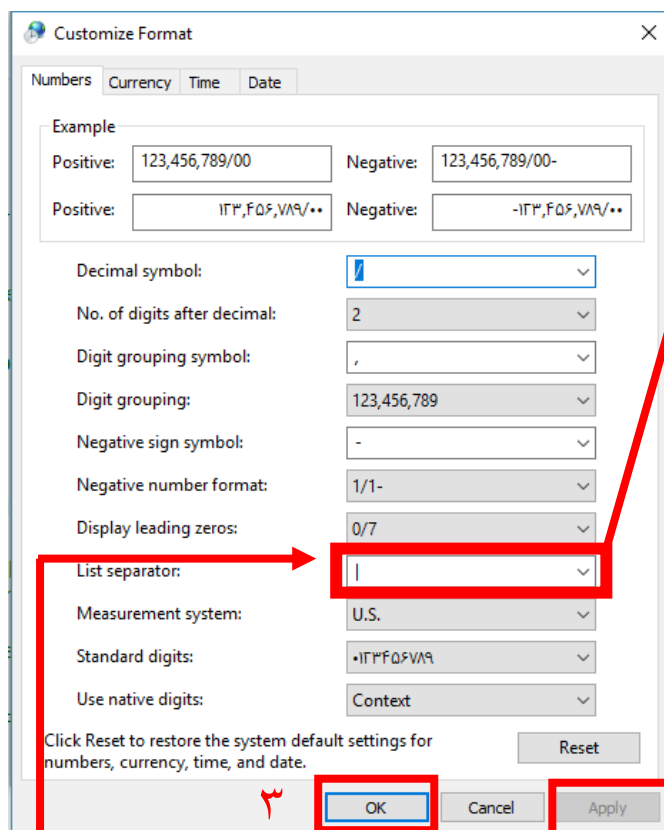 Customize Format
Numbers Currency Time Date
Example
Positive: 123,456,789/00 Negative: 123,456,789/00-
Positive: ۱۲۳,۴۵۶,۷۸۹/۰۰ Negative: -۱۲۳,۴۵۶,۷۸۹/۰۰
Decimal symbol: /
No. of digits after decimal: 2
Digit grouping symbol: ,
Digit grouping: 123,456,789
Negative sign symbol: -
Negative number format: 1/1-
Display leading zeros: 0/7
List separator: |
Measurement system: U.S.
Standard digits: ۰۱۲۳۴۵۶۷۸۹
Use native digits: Context
Click Reset to restore the system default settings for
numbers, currency, time, and date.
Reset
۳
OK Cancel Apply